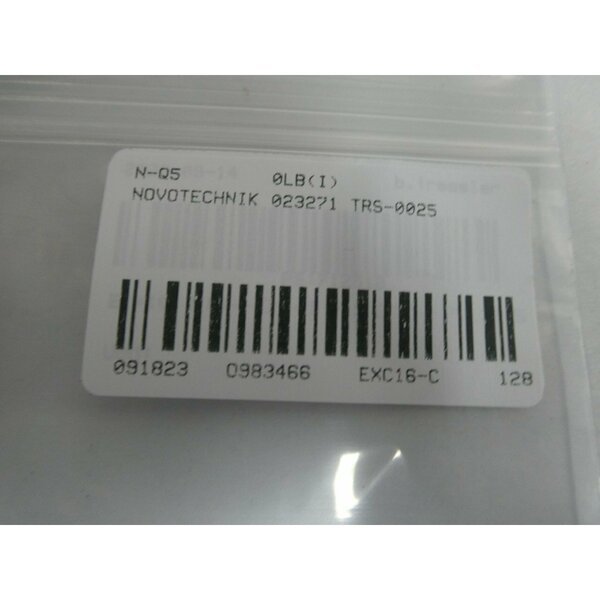 N-Q5 0LB(I)
NOVOTECHNIK 023271 TRS-0025
091823 0983466 EXC16-C 128